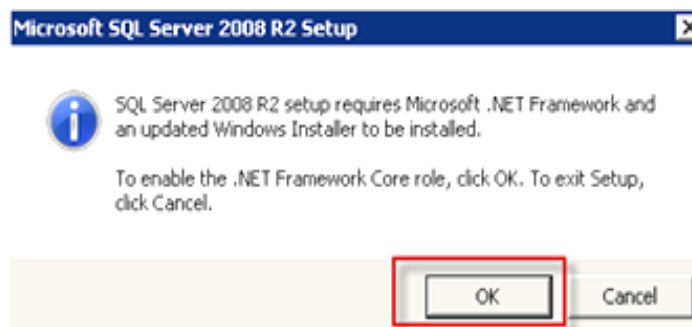 Microsoft SQL Server 2008 R2 Setup
SQL Server 2008 R2 setup requires Microsoft .NET Framework and
an updated Windows Installer to be installed.
To enable the .NET Framework Core role, click OK. To exit Setup,
click Cancel.
OK
Cancel